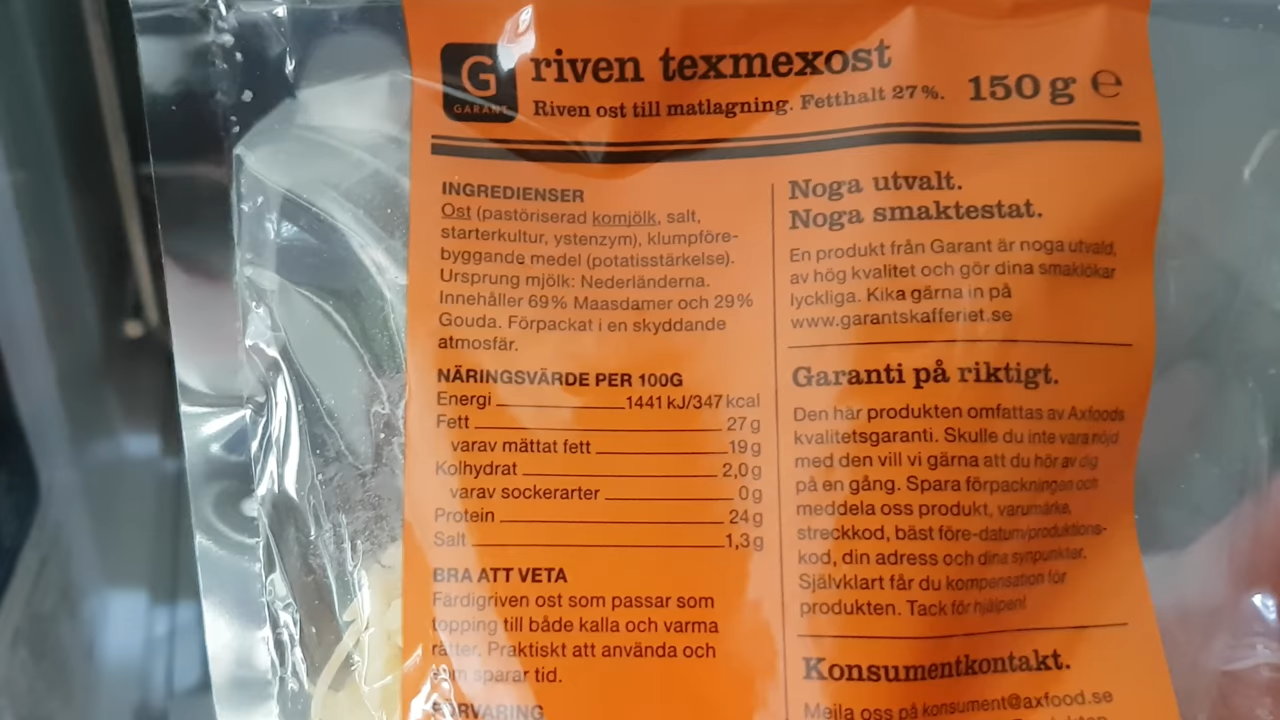 G
GARANT
riven texmexost
Riven ost till matlagning. Fetthalt 27%.
150 g ℮
INGREDIENSER
Ost (pastöriserad komjölk, salt,
starterkultur, ystenzym), klumpföre-
byggande medel (potatisstärkelse).
Ursprung mjölk: Nederländerna.
Innehåller 69% Maasdamer och 29%
Gouda. Förpackat i en skyddande
atmosfär.
NÄRINGSVÄRDE PER 100G
Energi 1441 kJ/347 kcal
Fett 27 g
varav mättat fett 19 g
Kolhydrat 2,0 g
varav sockerarter 0 g
Protein 24 g
Salt 1,3 g
BRA ATT VETA
Färdigriven ost som passar som
topping till både kalla och varma
rätter. Praktiskt att använda och
som sparar tid.
FÖRVARING
Noga utvalt.
Noga smaktestat.
En produkt från Garant är noga utvald,
av hög kvalitet och gör dina smaklökar
lyckliga. Kika gärna in på
www.garantskafferiet.se
Garanti på riktigt.
Den här produkten omfattas av Axfoods
kvalitetsgaranti. Skulle du inte vara nöjd
med den vill vi gärna att du hör av dig
på en gång. Spara förpackningen och
meddela oss produkt, varumärke,
streckkod, bäst före-datum/produktions-
kod, din adress och dina synpunkter.
Självklart får du kompensation för
produkten. Tack för hjälpen!
Konsumentkontakt.
Mejla oss på konsument@axfood.se